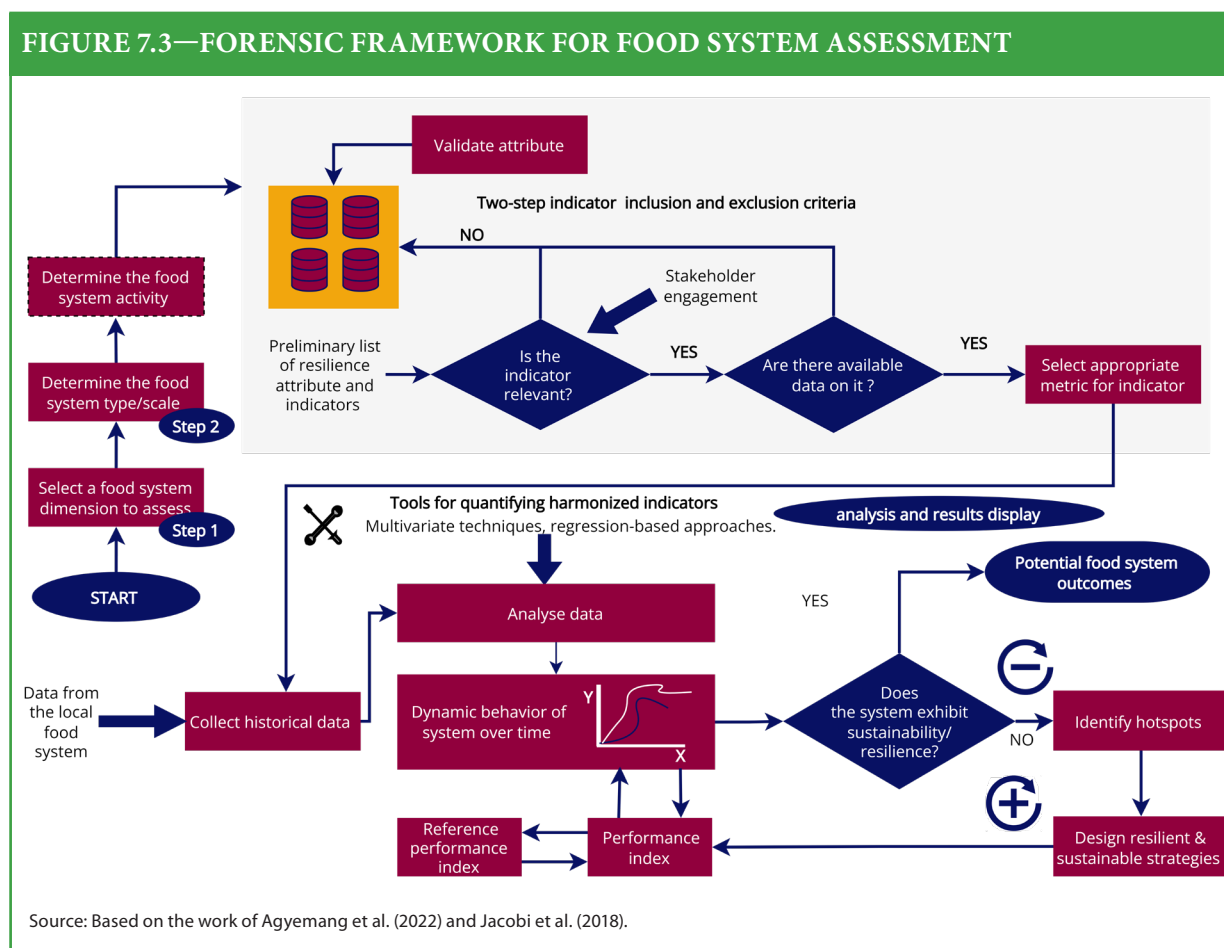 FIGURE 7.3—FORENSIC FRAMEWORK FOR FOOD SYSTEM ASSESSMENT
Validate attribute
Two-step indicator inclusion and exclusion criteria
NO
Stakeholder
engagement
Determine the food
system activity
Preliminary list
of resilience
attribute and
indicators
Is the
indicator
relevant?
YES
Are there available
data on it ?
YES
Select appropriate
metric for indicator
Determine the food
system type/scale
Step 2
Select a food system
dimension to assess
Step 1
START
Tools for quantifying harmonized indicators
Multivariate techniques, regression-based approaches.
analysis and results display
Potential food system
outcomes
YES
Analyse data
Data from
the local
food
system
Collect historical data
Dynamic behavior of
system over time
Y
X
Does
the system exhibit
sustainability/
resilience?
NO
Identify hotspots
Reference
performance
index
Performance
index
Design resilient &
sustainable strategies
Source: Based on the work of Agyemang et al. (2022) and Jacobi et al. (2018).